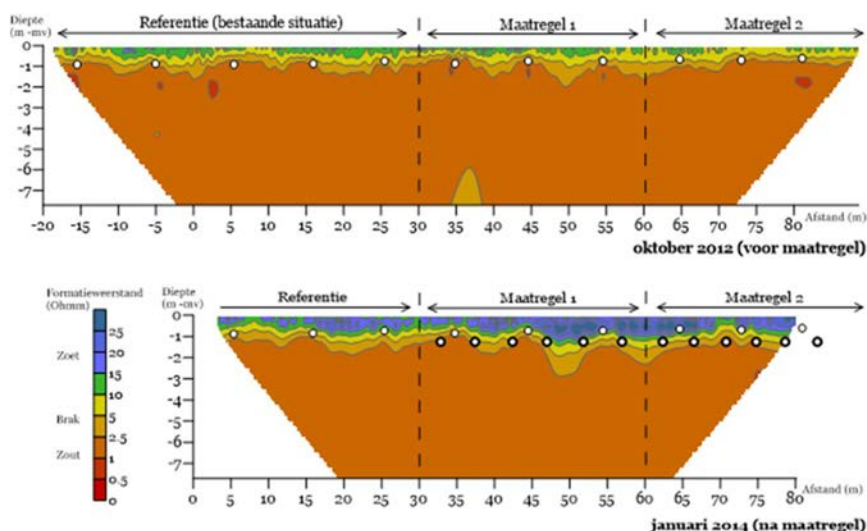 Diepte
(m -mv)
Referentie (bestaande situatie)
Maatregel 1
Maatregel 2
0
-1
-2
-3
-4
-5
-6
-7
-20 -15 -10 -5 0 5 10 15 20 25 30 35 40 45 50 55 60 65 70 75 80
Afstand (m)
oktober 2012 (voor maatregel)
Formatieweerstand
(Ohmm)
25
Zoet 20
15
10
Brak 5
2.5
Zout 1
0.5
0
Diepte
(m -mv)
Referentie
Maatregel 1
Maatregel 2
0
-1
-2
-3
-4
-5
-6
-7
0 5 10 15 20 25 30 35 40 45 50 55 60 65 70 75 80
Afstand (m)
januari 2014 (na maatregel)